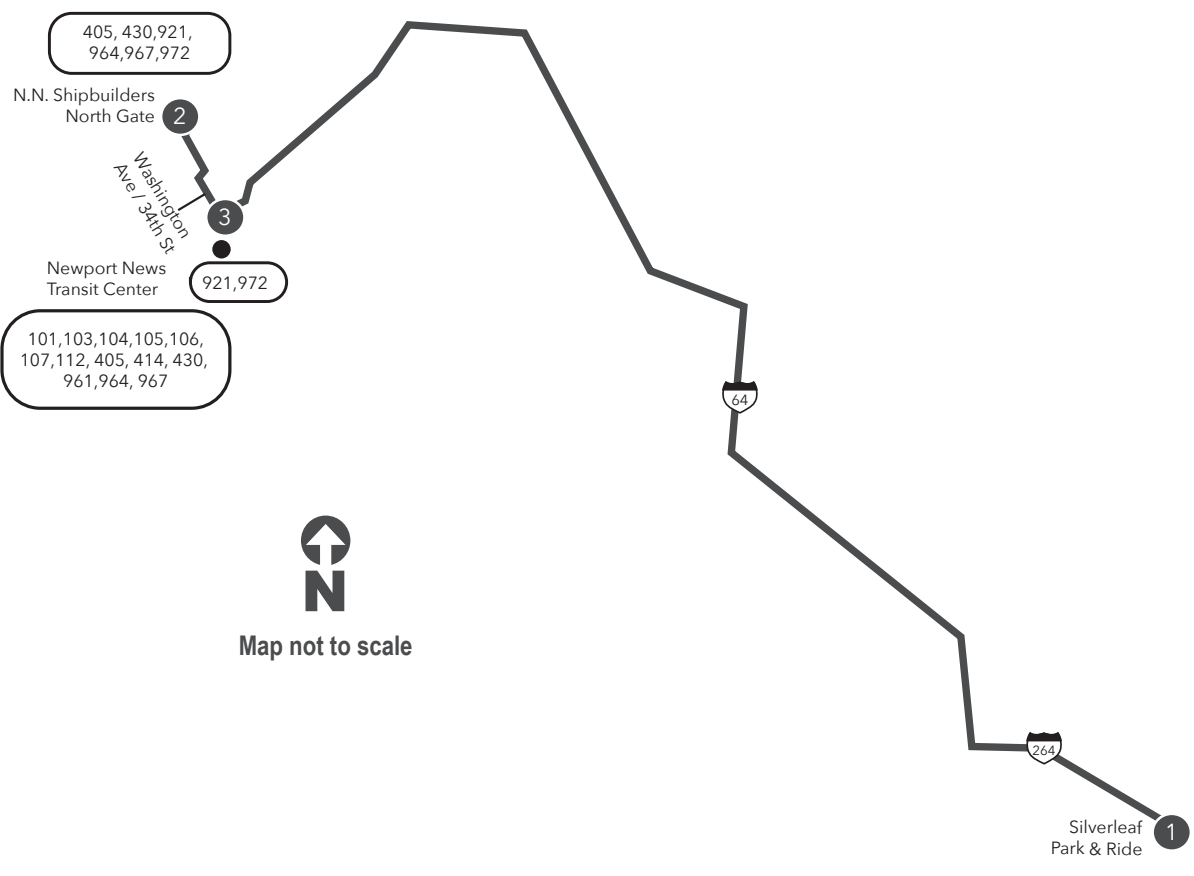 405, 430,921,
964,967,972
N.N. Shipbuilders
North Gate
2
Washington
Ave / 34th St
3
Newport News
Transit Center
921,972
101,103,104,105,106,
107,112, 405, 414, 430,
961,964, 967
64
N
Map not to scale
264
Silverleaf
Park & Ride
1